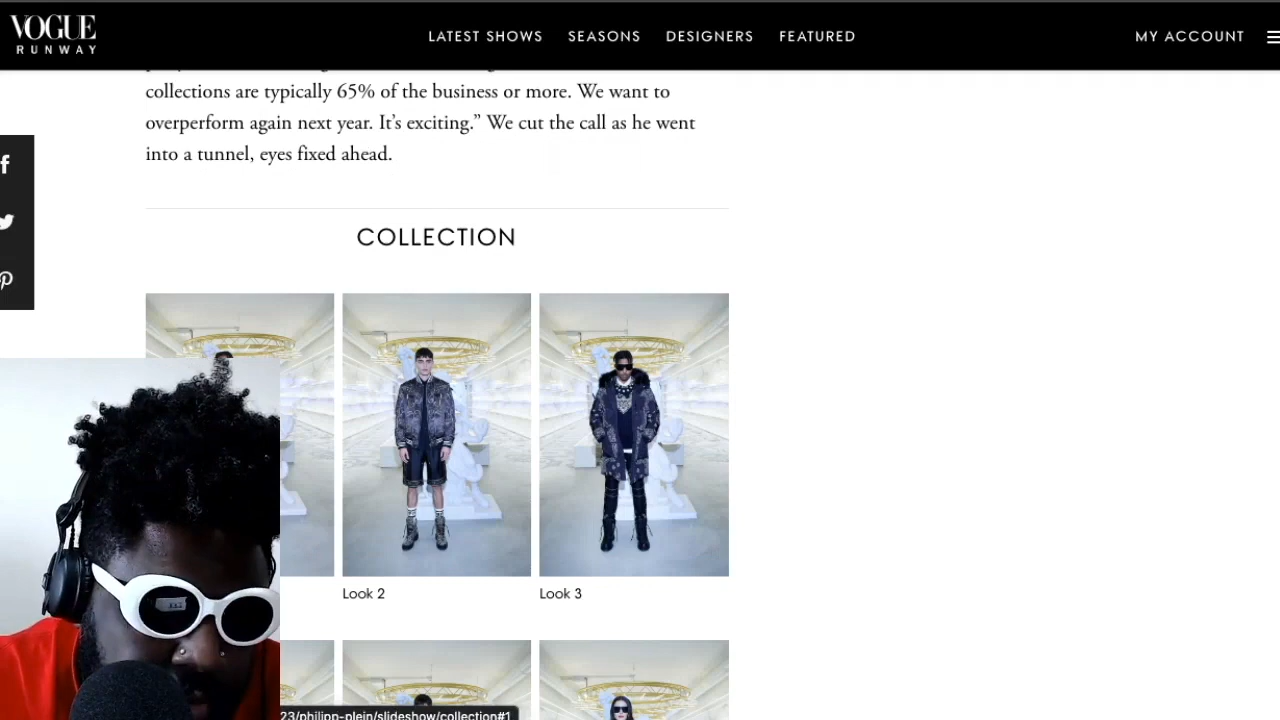 VOGUE
RUNWAY
LATEST SHOWS SEASONS DESIGNERS FEATURED
MY ACCOUNT
collections are typically 65% of the business or more. We want to
overperform again next year. It’s exciting.” We cut the call as he went
into a tunnel, eyes fixed ahead.
COLLECTION
Look 2
Look 3
23/philipp-plein/slideshow/collection#1